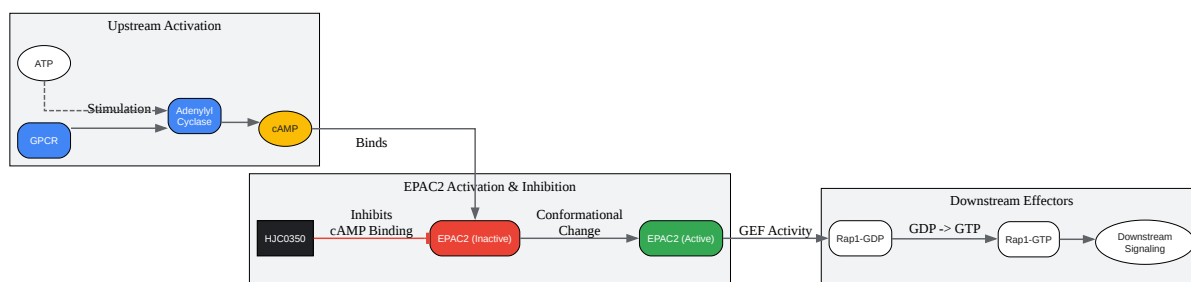 Upstream Activation
ATP
Stimulation
Adenylyl
Cyclase
GPCR
cAMP
Binds
EPAC2 Activation & Inhibition
HJC0350
Inhibits
cAMP Binding
EPAC2 (Inactive)
Conformational
Change
EPAC2 (Active)
GEF Activity
Downstream Effectors
Rap1-GDP
GDP -> GTP
Rap1-GTP
Downstream
Signaling